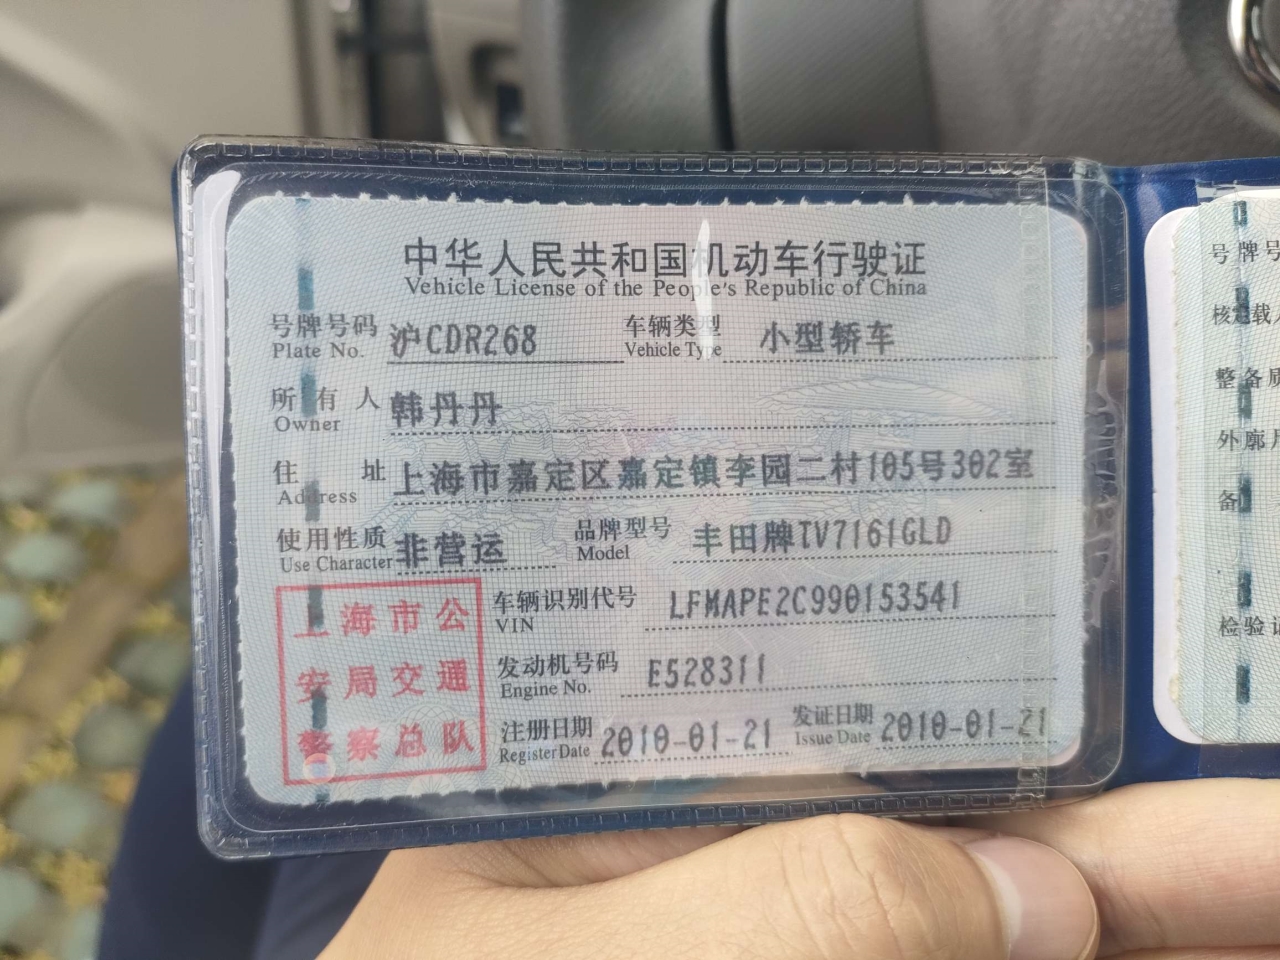 中华人民共和国机动车行驶证
Vehicle License of the People's Republic of China
号牌号码 沪CDR268 车辆类型 小型轿车
Plate No. Vehicle Type
所有人 韩丹丹
Owner
住址 上海市嘉定区嘉定镇李园二村105号302室
Address
使用性质 非营运 品牌型号 丰田牌TV7161GLD
Use Character Model
车辆识别代号 LFMAPE2C990153541
VIN
发动机号码 E528311
Engine No.
注册日期 2010-01-21 发证日期 2010-01-21
Register Date Issue Date
上海市公
安局交通
警察总队
号牌号
核定载
整备质
外廓
备
检验